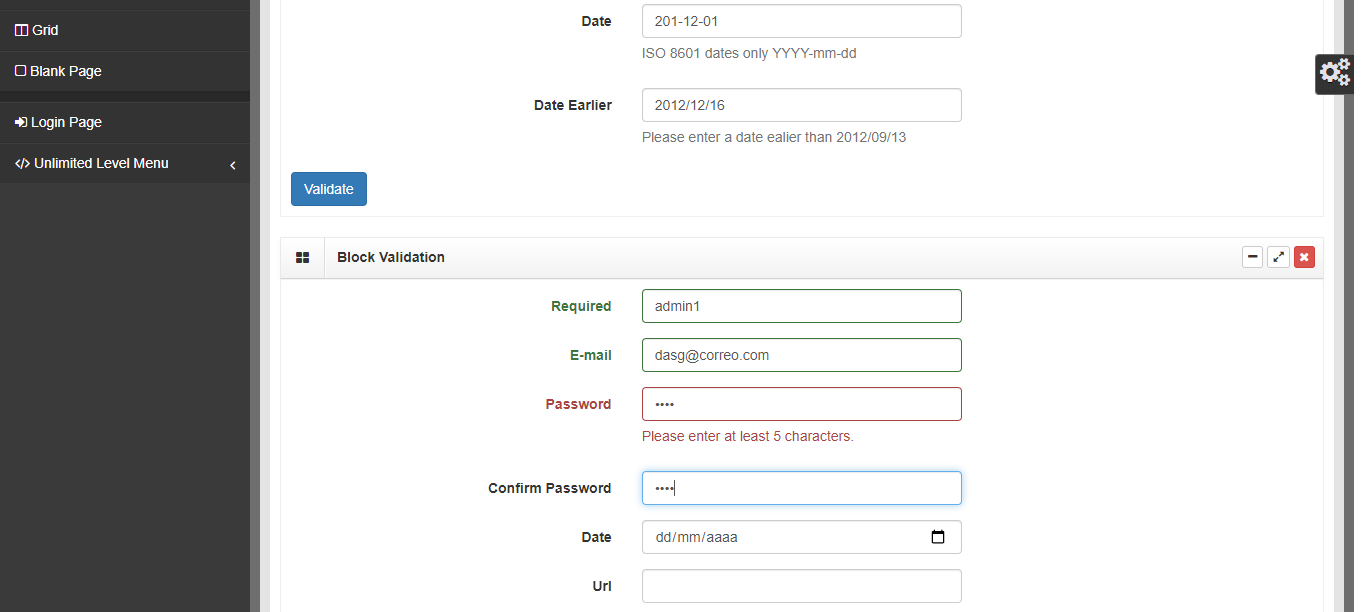 Grid
Blank Page
Login Page
Unlimited Level Menu
Date
201-12-01
ISO 8601 dates only YYYY-mm-dd
Date Earlier
2012/12/16
Please enter a date ealier than 2012/09/13
Validate
Block Validation
Required
admin1
E-mail
dasg@correo.com
Password
••••
Please enter at least 5 characters.
Confirm Password
••••
Date
dd/mm/aaaa
Url